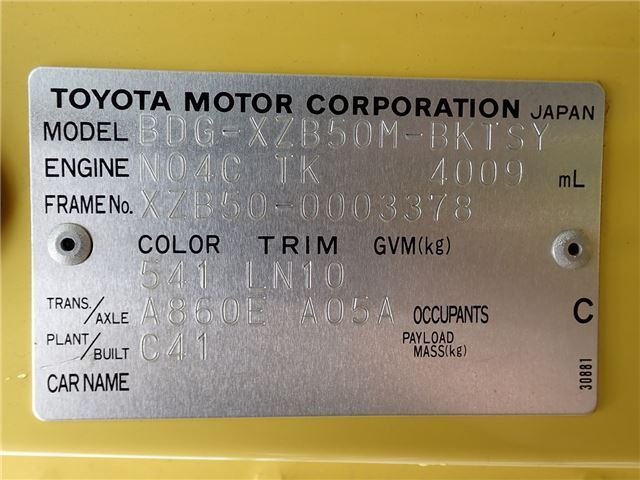 TOYOTA MOTOR CORPORATION JAPAN
MODEL BDG-XZB50M-BKTSY
ENGINE N04C TK 4009 mL
FRAME No. XZB50-0003378
COLOR TRIM GVM(kg)
541 LN10
TRANS./AXLE A860E A05A OCCUPANTS C
PLANT/BUILT C41 PAYLOAD MASS(kg)
CAR NAME
30881